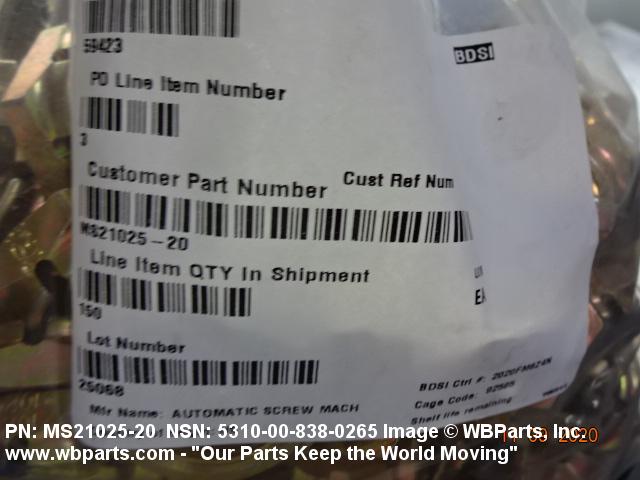 59423
BDSI
PO Line Item Number
3
Customer Part Number Cust Ref Num
MS21025-20
Line Item QTY In Shipment
150
Lot Number
25068
BDSI Ctrl #:
Cage Code:
Mfr Name: AUTOMATIC SCREW MACH
Shelf life remaining:
PN: MS21025-20 NSN: 5310-00-838-0265 Image © WBParts, Inc.
2020
www.wbparts.com - "Our Parts Keep the World Moving"